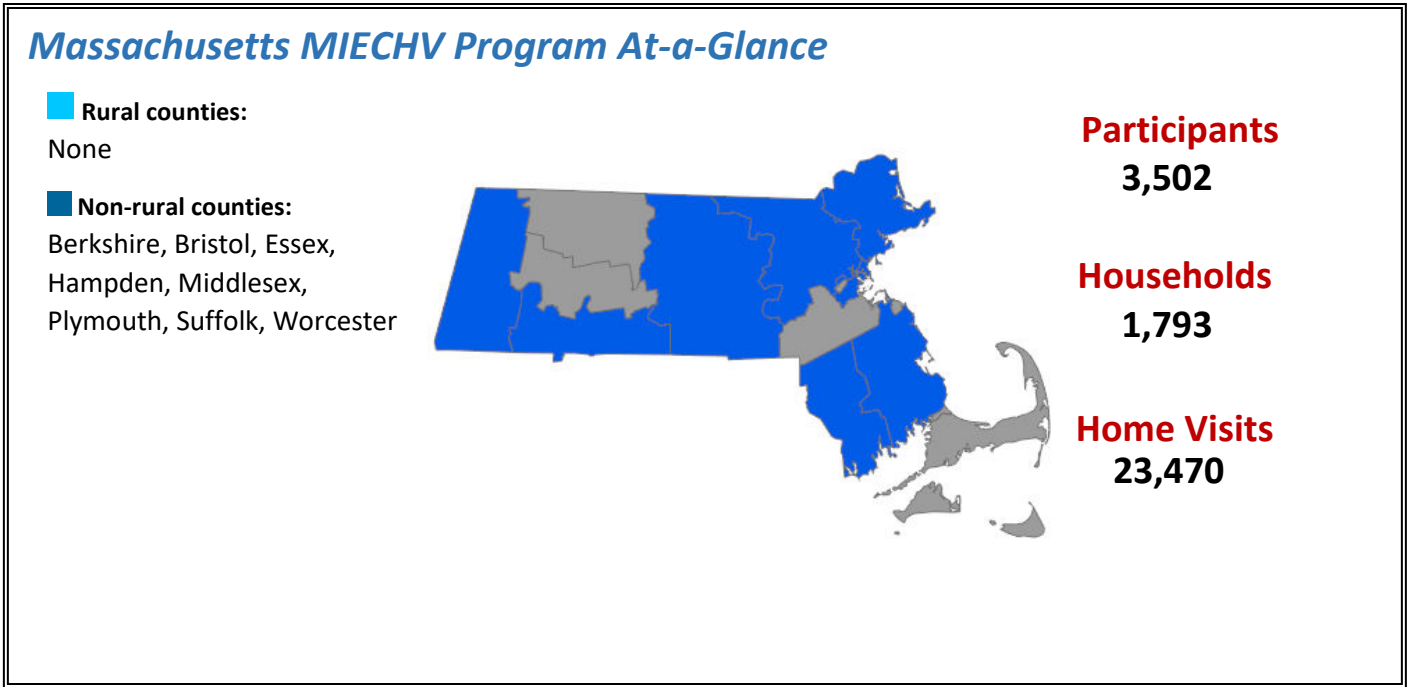 Massachusetts MIECHV Program At-a-Glance
Rural counties:
None
Non-rural counties:
Berkshire, Bristol, Essex,
Hampden, Middlesex,
Plymouth, Suffolk, Worcester
Participants
3,502
Households
1,793
Home Visits
23,470